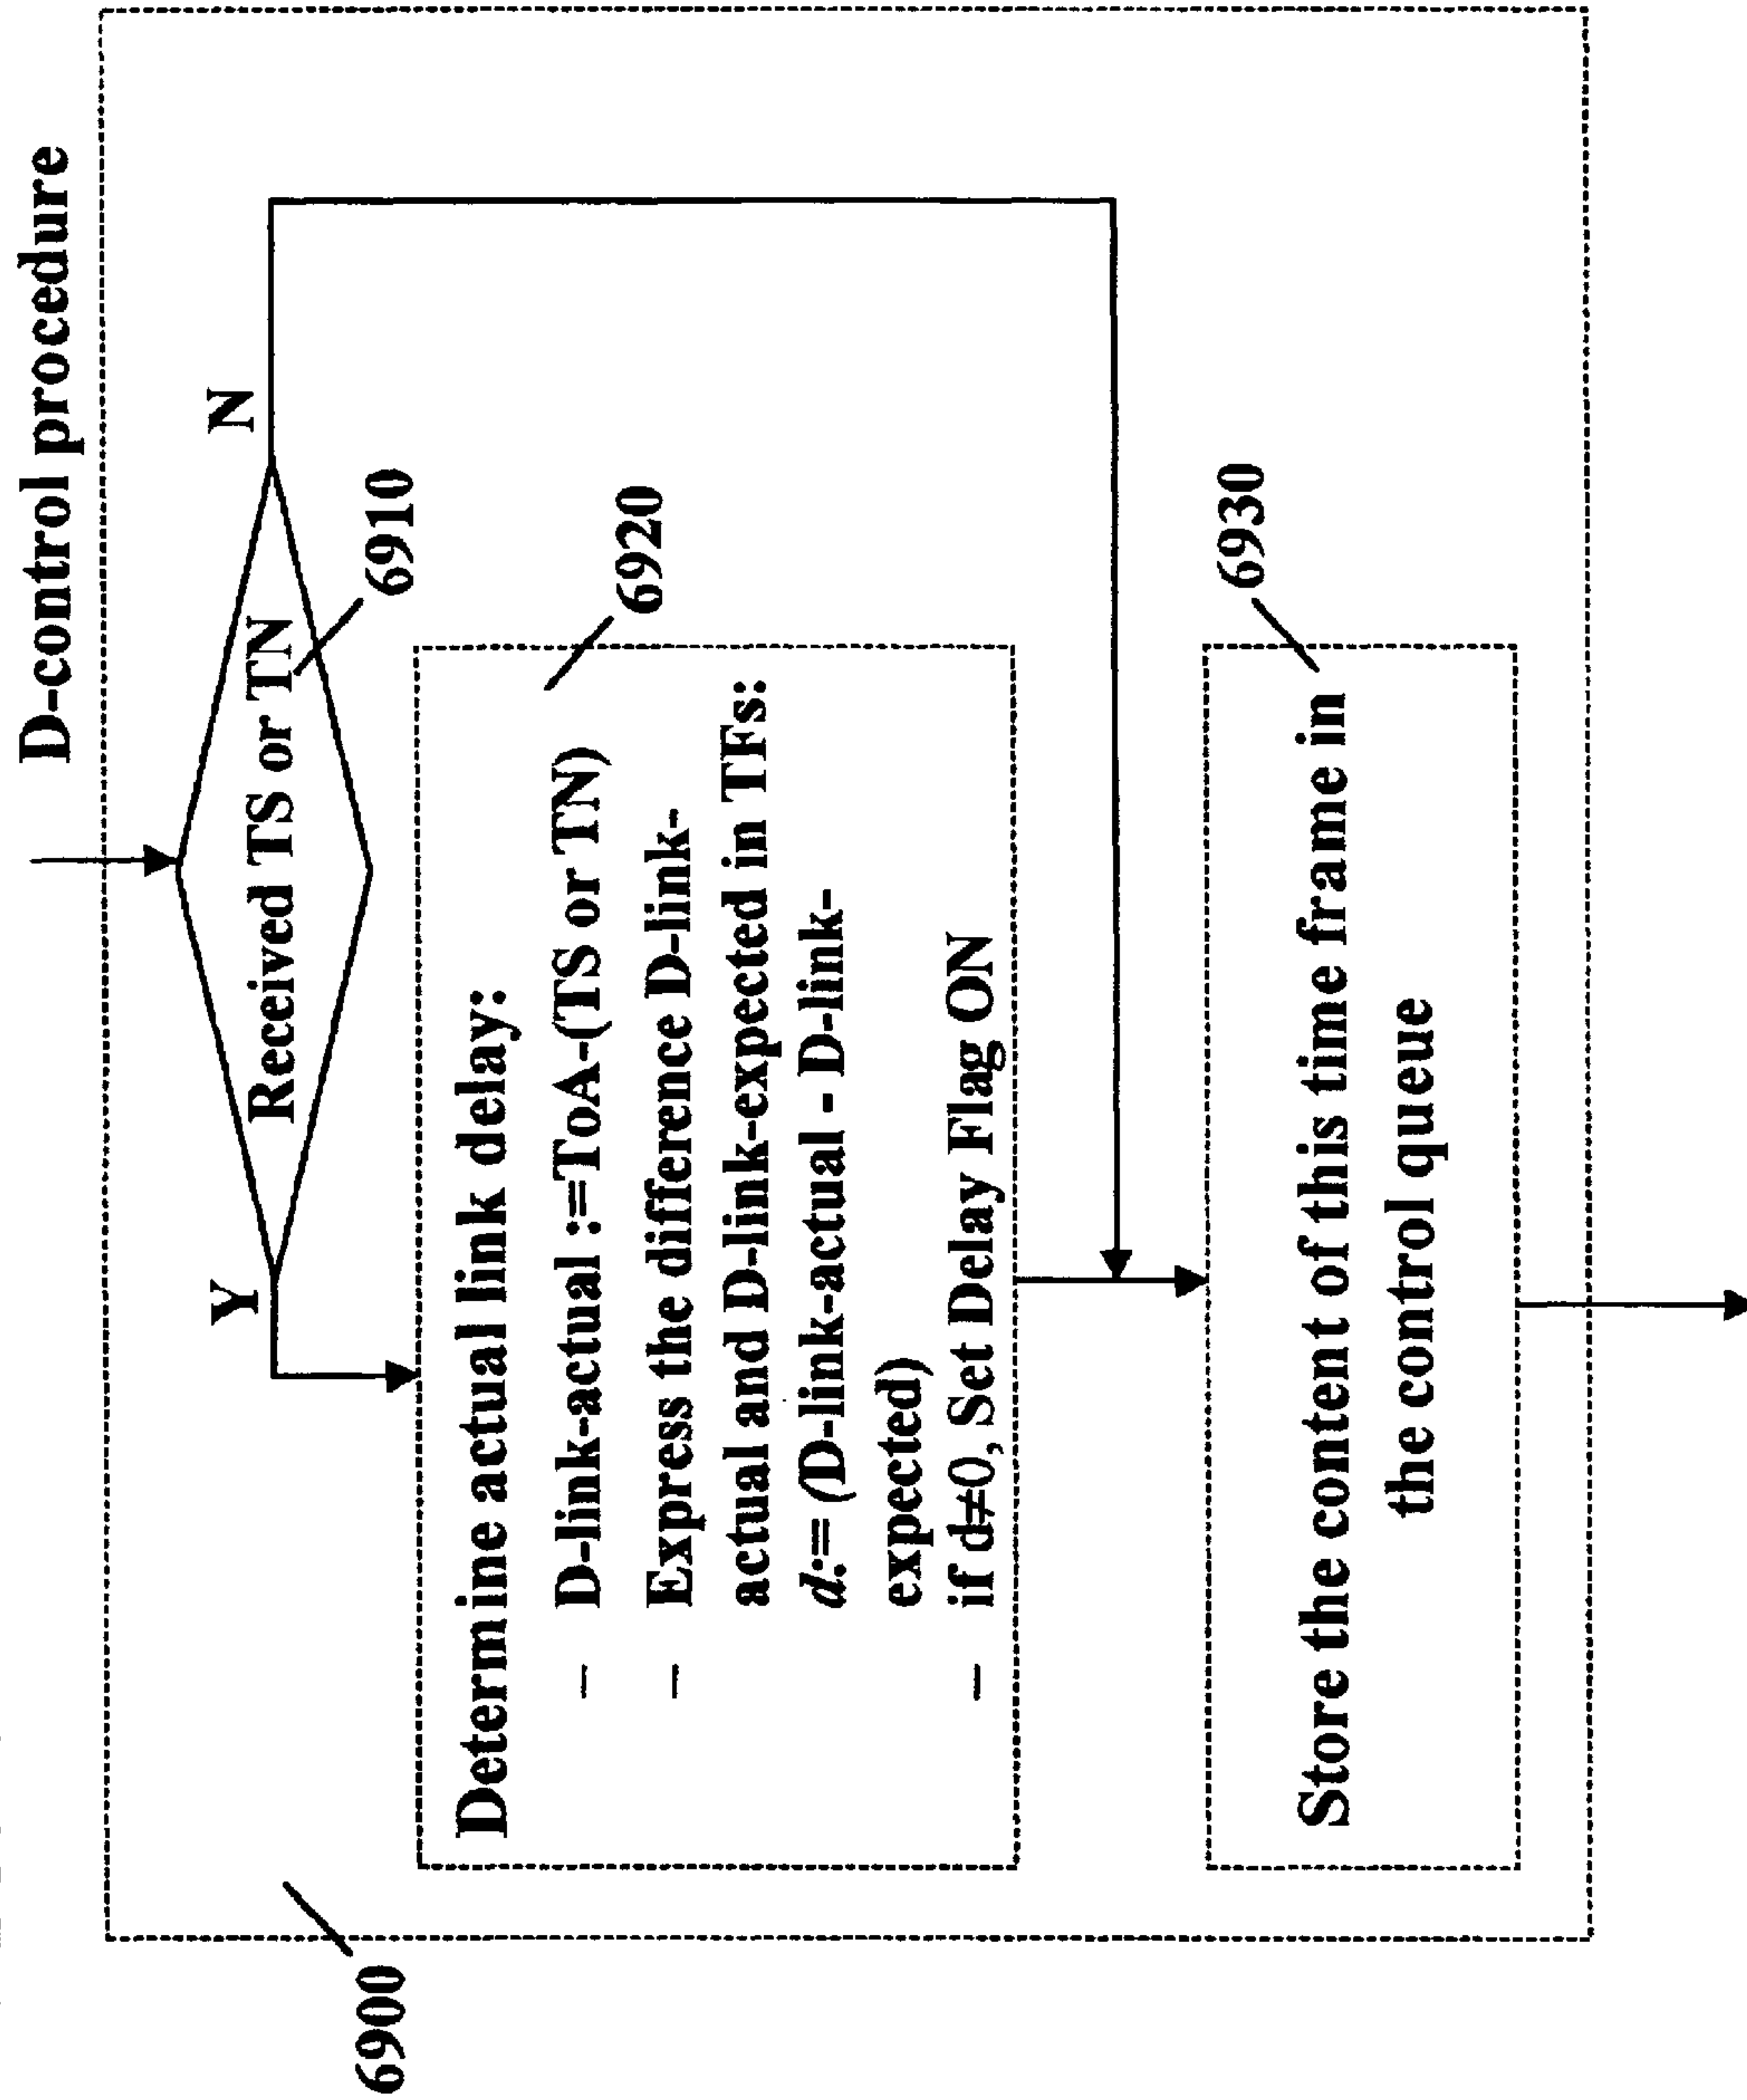 D-control procedure
6900
Y
N
Received TS or TN
6910
Determine actual link delay:
6920
– D-link-actual :=ToA-(TS or TN)
– Express the difference D-link-
actual and D-link-expected in TFs:
d:= (D-link-actual - D-link-
expected)
– if d≠0, Set Delay Flag ON
6930
Store the content of this time frame in
the control queue